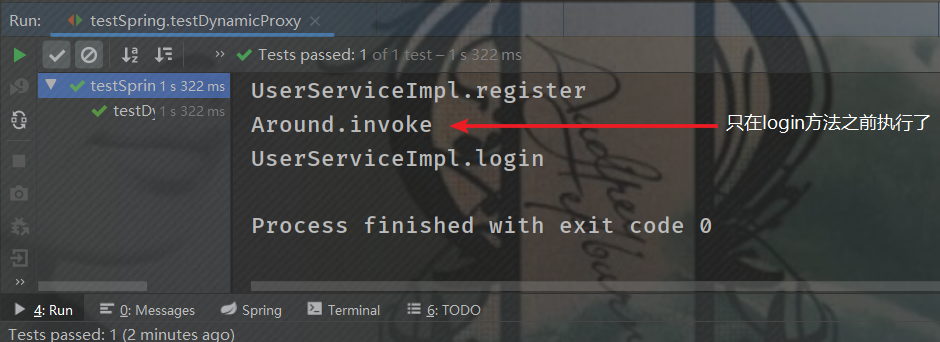 Run: testSpring.testDynamicProxy
Tests passed: 1 of 1 test – 1 s 322 ms
testSprin 1 s 322 ms
testDy 1 s 322 ms
UserServiceImpl.register
Around.invoke
只在login方法之前执行了
UserServiceImpl.login
Process finished with exit code 0
4: Run 0: Messages Spring Terminal 6: TODO
Tests passed: 1 (2 minutes ago)